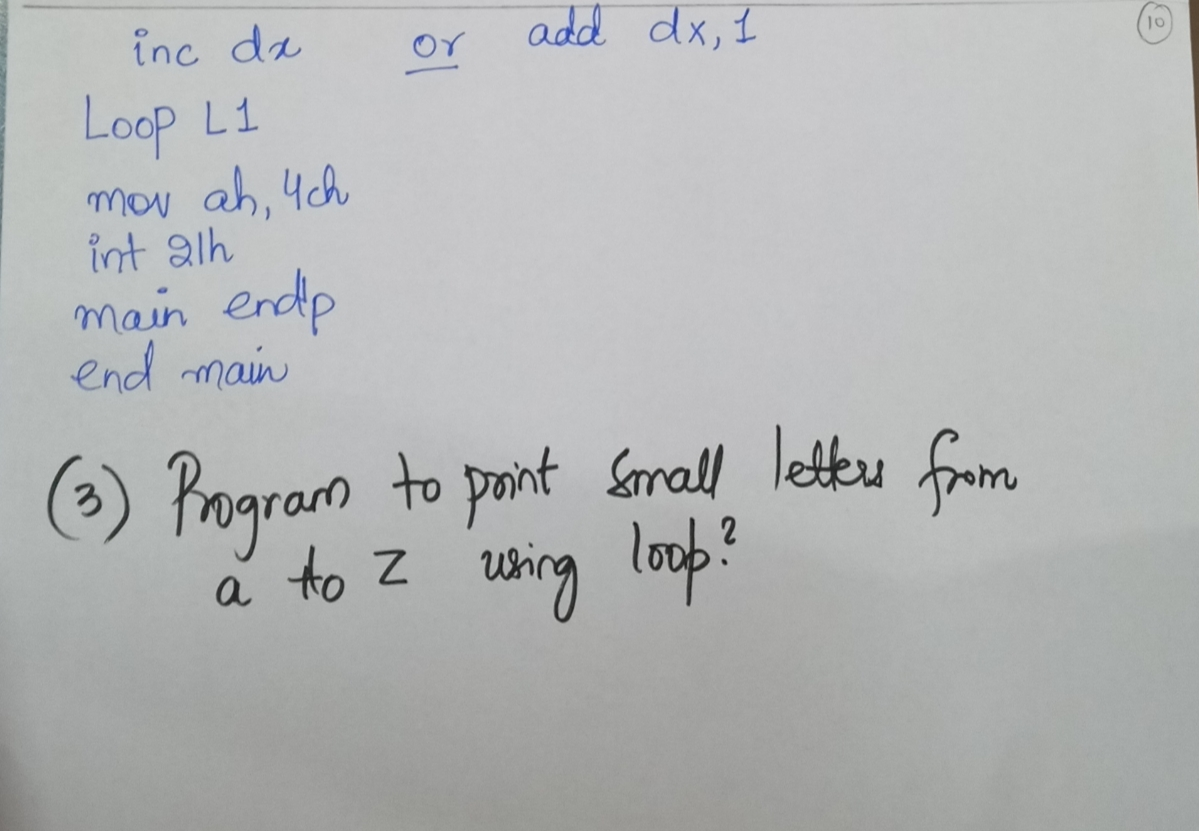 10
inc dx or add dx, 1
Loop L1
mov ah, 4ch
int 21h
main endp
end main
(3) Program to print small letters from
a to z using loop?